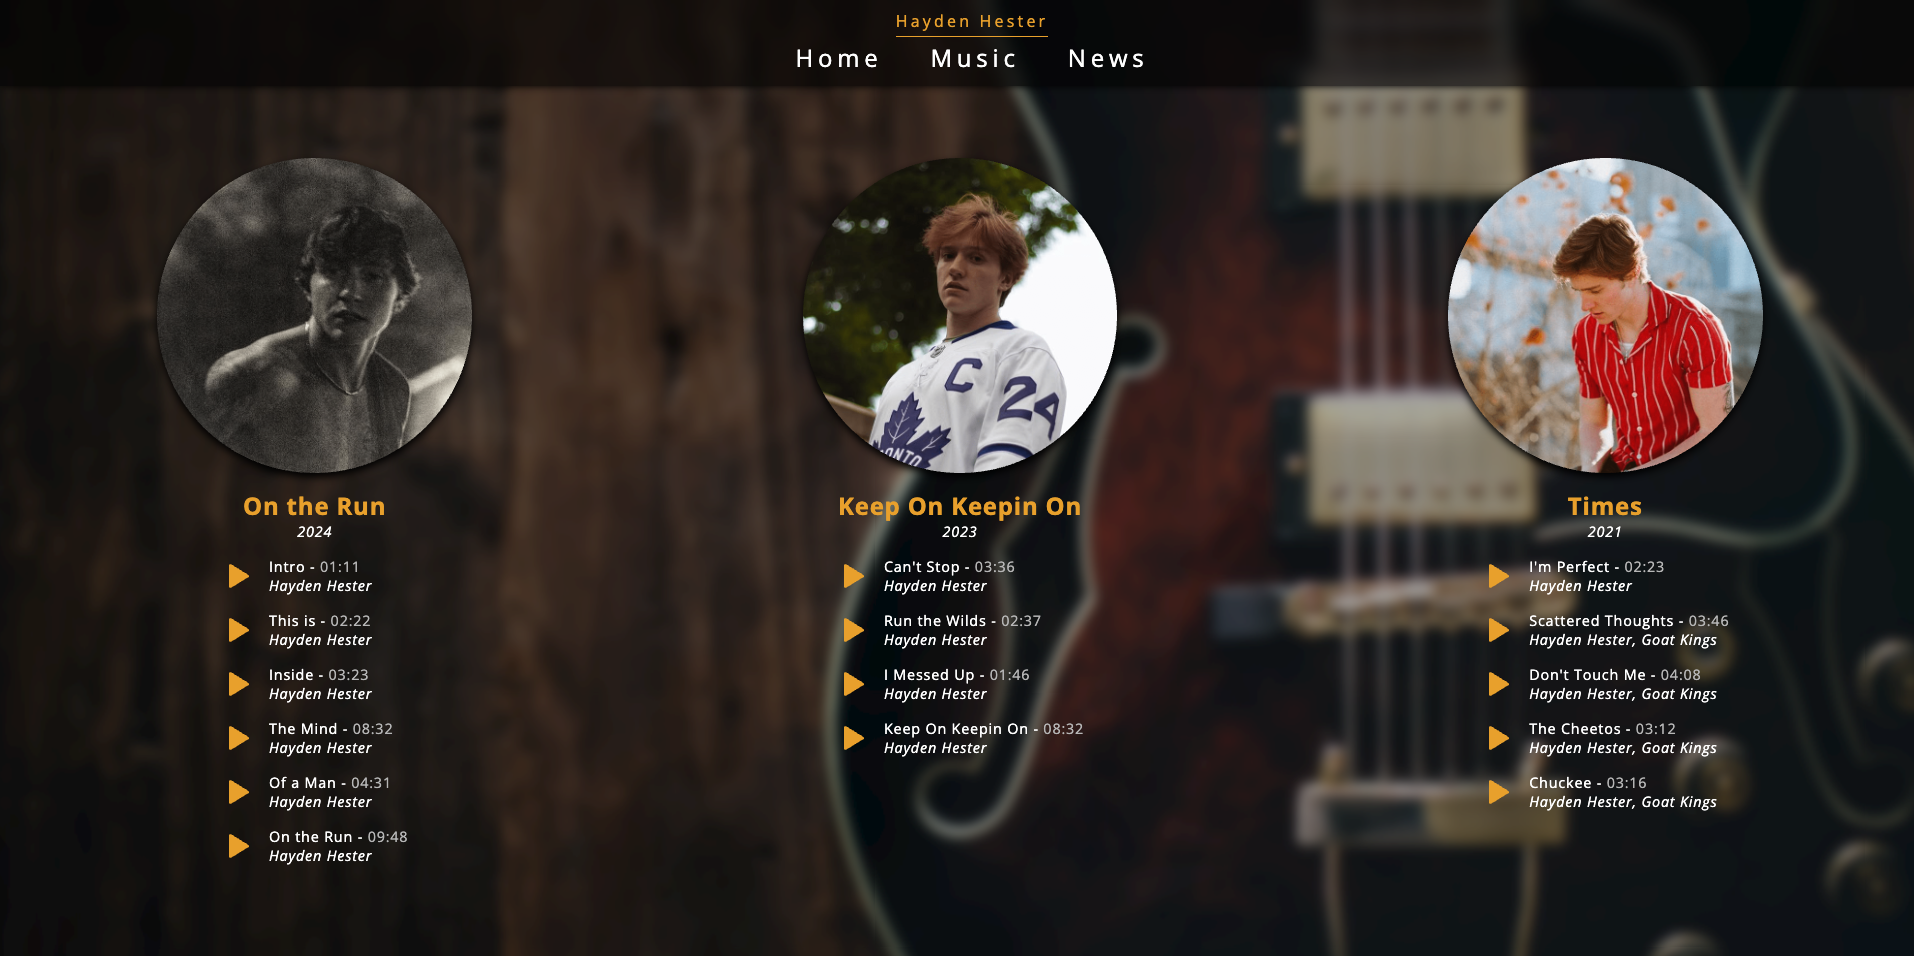 Hayden Hester
Home Music News
C
24
ONTO
On the Run
2024
Intro - 01:11
Hayden Hester
This is - 02:22
Hayden Hester
Inside - 03:23
Hayden Hester
The Mind - 08:32
Hayden Hester
Of a Man - 04:31
Hayden Hester
On the Run - 09:48
Hayden Hester
Keep On Keepin On
2023
Can't Stop - 03:36
Hayden Hester
Run the Wilds - 02:37
Hayden Hester
I Messed Up - 01:46
Hayden Hester
Keep On Keepin On - 08:32
Hayden Hester
Times
2021
I'm Perfect - 02:23
Hayden Hester
Scattered Thoughts - 03:46
Hayden Hester, Goat Kings
Don't Touch Me - 04:08
Hayden Hester, Goat Kings
The Cheetos - 03:12
Hayden Hester, Goat Kings
Chuckee - 03:16
Hayden Hester, Goat Kings